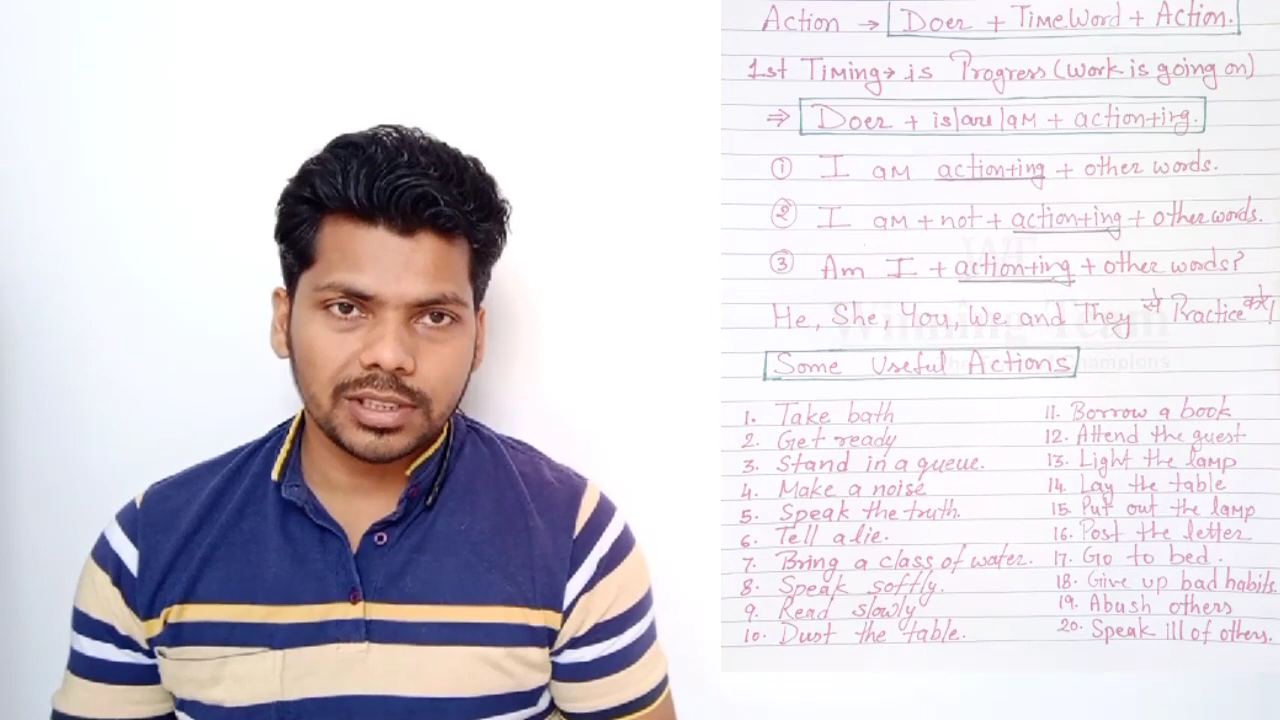 Action → Doer + Time Word + Action.
1st Timing → is Progress (Work is going on)
⇒ Doer + is/are/am + action+ing.
① I am action+ing + other words.
② I am + not + action+ing + other words.
③ Am I + action+ing + other words?
He, She, You, We, and They से Practice करें।
Winning Team
Some Useful Actions
1. Take bath
2. Get ready
3. Stand in a queue.
4. Make a noise
5. Speak the truth.
6. Tell a lie.
7. Bring a class of water.
8. Speak softly.
9. Read slowly
10. Dust the table.
11. Borrow a book
12. Attend the guest
13. Light the lamp
14. Lay the table
15. Put out the lamp
16. Post the letter
17. Go to bed.
18. Give up bad habits.
19. Abush others
20. Speak ill of others.